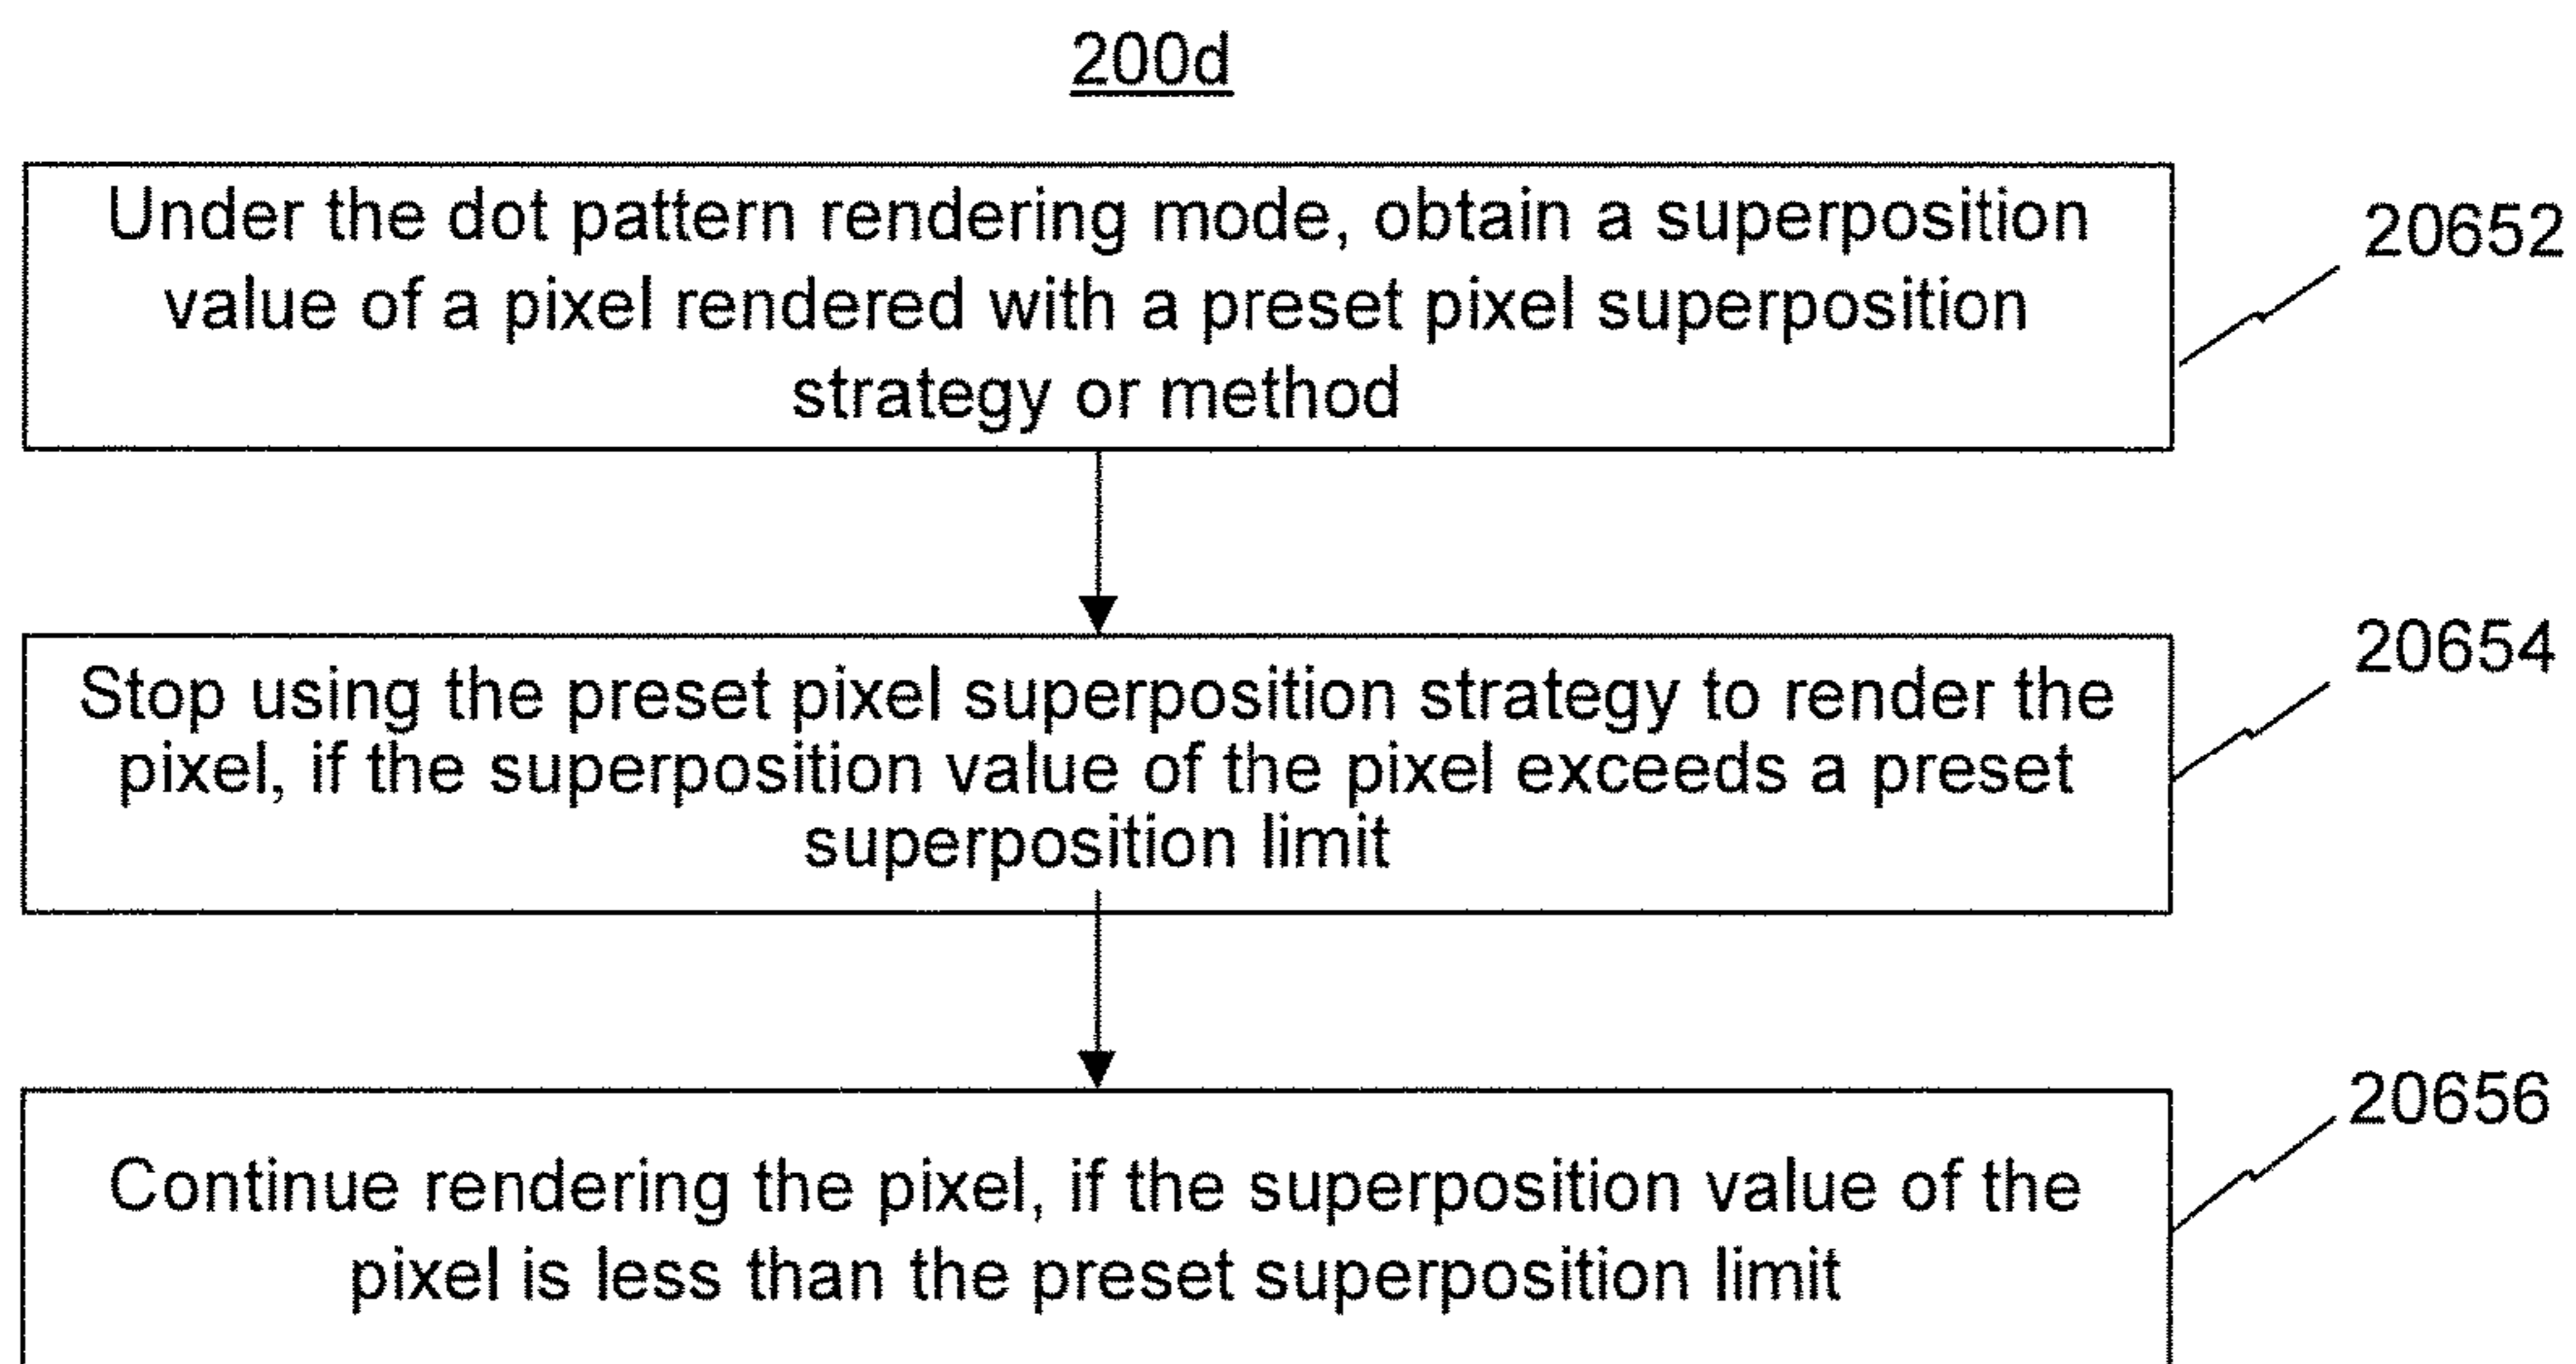 200d
Under the dot pattern rendering mode, obtain a superposition
value of a pixel rendered with a preset pixel superposition
strategy or method
20652
Stop using the preset pixel superposition strategy to render the
pixel, if the superposition value of the pixel exceeds a preset
superposition limit
20654
Continue rendering the pixel, if the superposition value of the
pixel is less than the preset superposition limit
20656